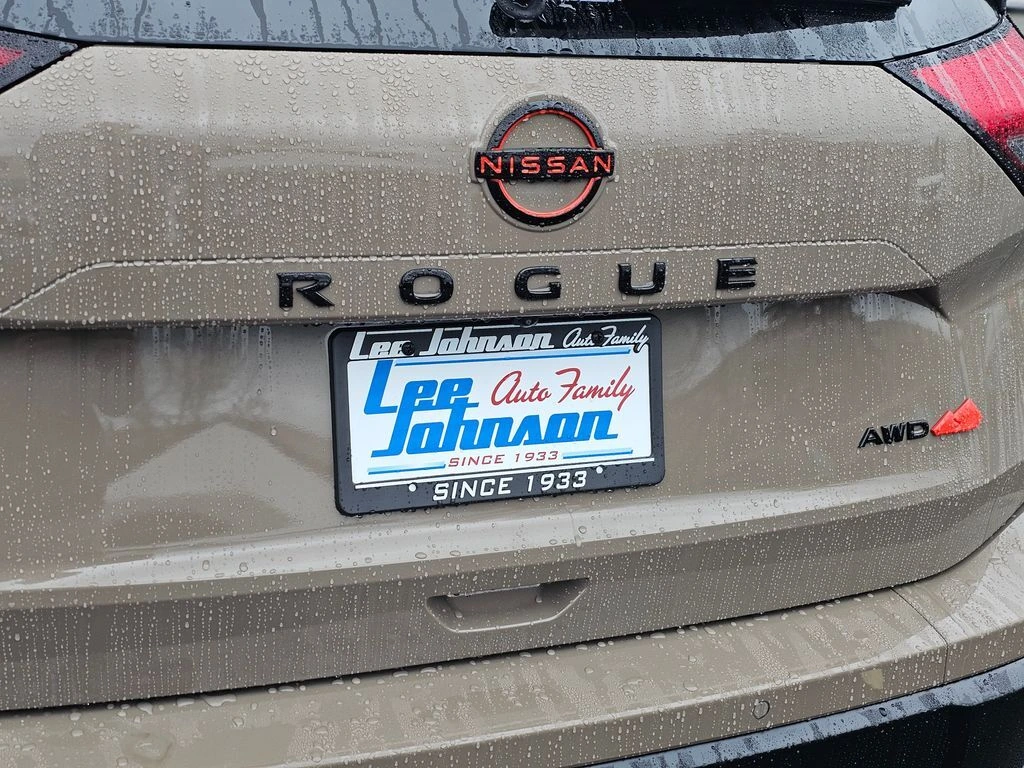 NISSAN
ROGUE
Lee Johnson Auto Family
Lee Johnson Auto Family
SINCE 1933
SINCE 1933
AWD